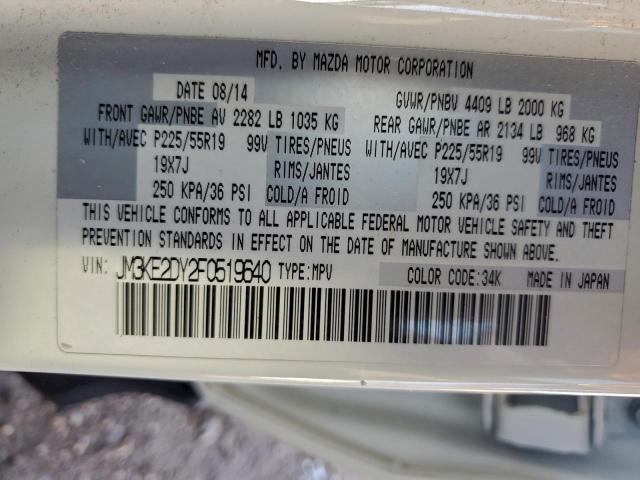 MFD. BY MAZDA MOTOR CORPORATION
DATE 08/14 GVWR/PNBV 4409 LB 2000 KG
FRONT GAWR/PNBE AV 2282 LB 1035 KG REAR GAWR/PNBE AR 2134 LB 968 KG
WITH/AVEC P225/55R19 99V TIRES/PNEUS WITH/AVEC P225/55R19 99V TIRES/PNEUS
19X7J RIMS/JANTES 19X7J RIMS/JANTES
250 KPA/36 PSI COLD/A FROID 250 KPA/36 PSI COLD/A FROID
THIS VEHICLE CONFORMS TO ALL APPLICABLE FEDERAL MOTOR VEHICLE SAFETY AND THEFT
PREVENTION STANDARDS IN EFFECT ON THE DATE OF MANUFACTURE SHOWN ABOVE.
VIN: JM3KE2DY2F0519640 TYPE:MPV COLOR CODE:34K MADE IN JAPAN